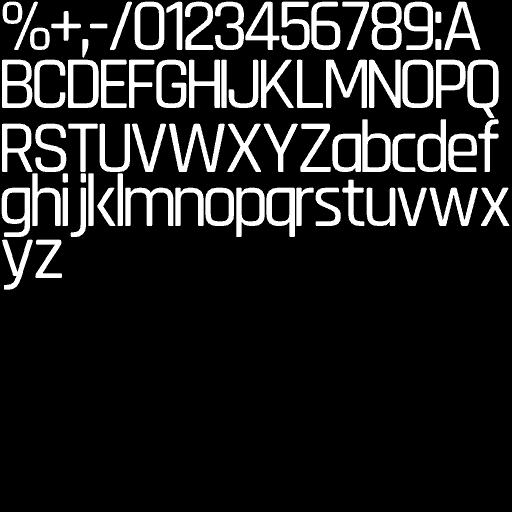 %+,-/0123456789:A
BCDEFGHIJKLMNOPQ
RSTUVWXYZabcdef
ghijklmnopqrstuvwx
yz